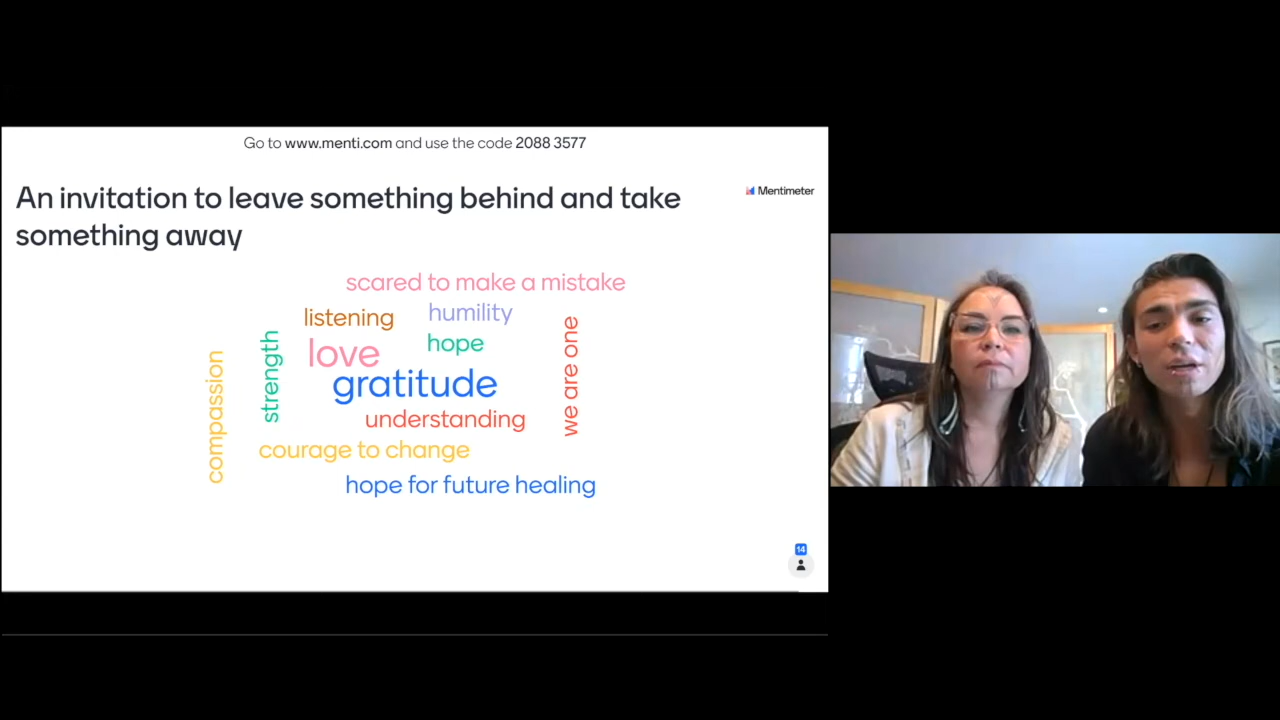 Go to www.menti.com and use the code 2088 3577
An invitation to leave something behind and take
something away
Mentimeter
scared to make a mistake
listening
humility
hope
love
strength
gratitude
we are one
compassion
understanding
courage to change
hope for future healing
14